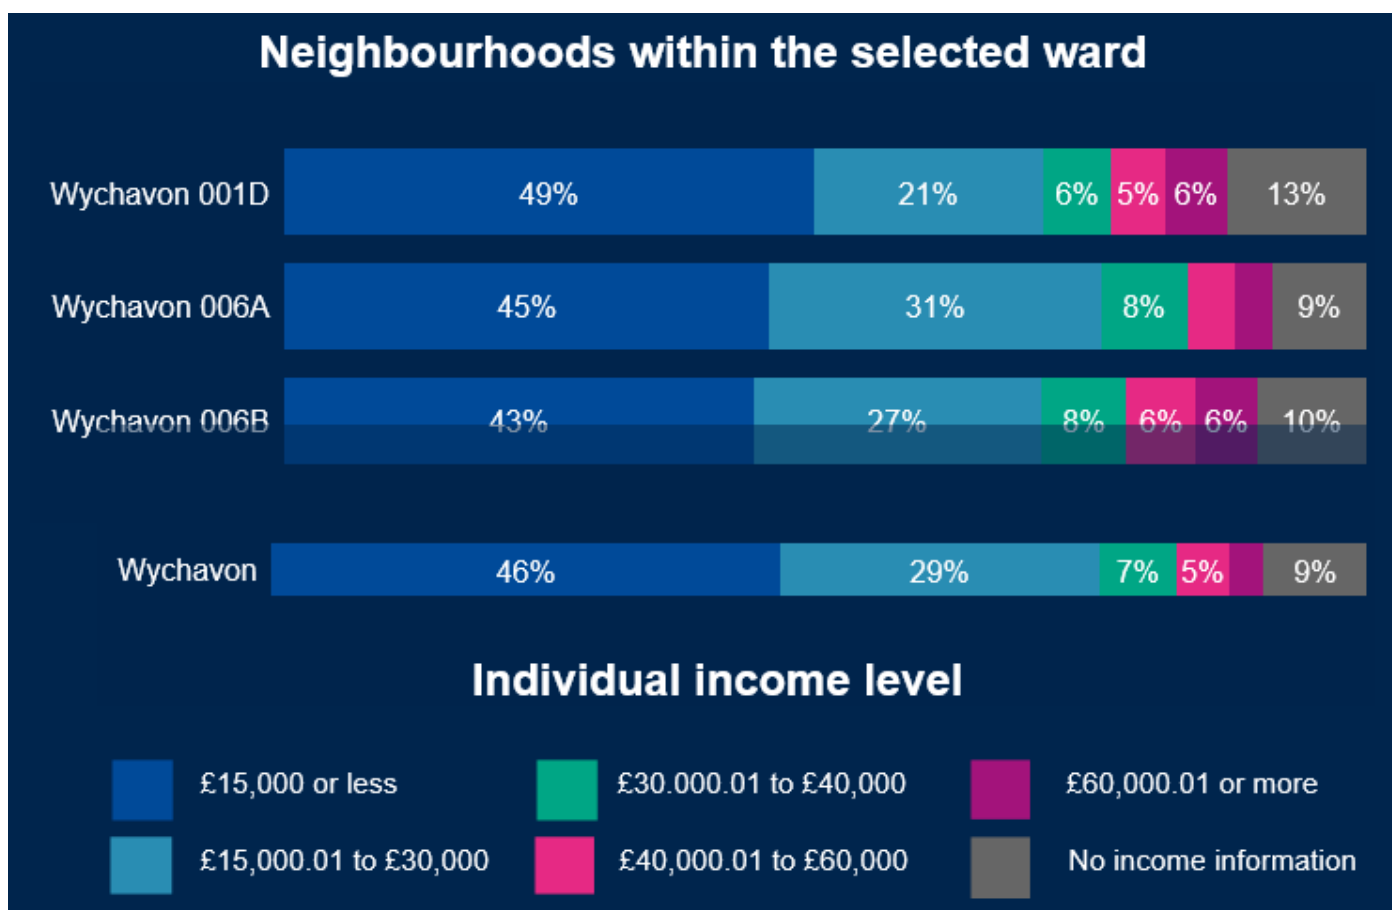 Neighbourhoods within the selected ward
Wychavon 001D 49% 21% 6% 5% 6% 13%
Wychavon 006A 45% 31% 8% 9%
Wychavon 006B 43% 27% 8% 6% 6% 10%
Wychavon 46% 29% 7% 5% 9%
Individual income level
£15,000 or less £30.000.01 to £40,000 £60,000.01 or more
£15,000.01 to £30,000 £40,000.01 to £60,000 No income information